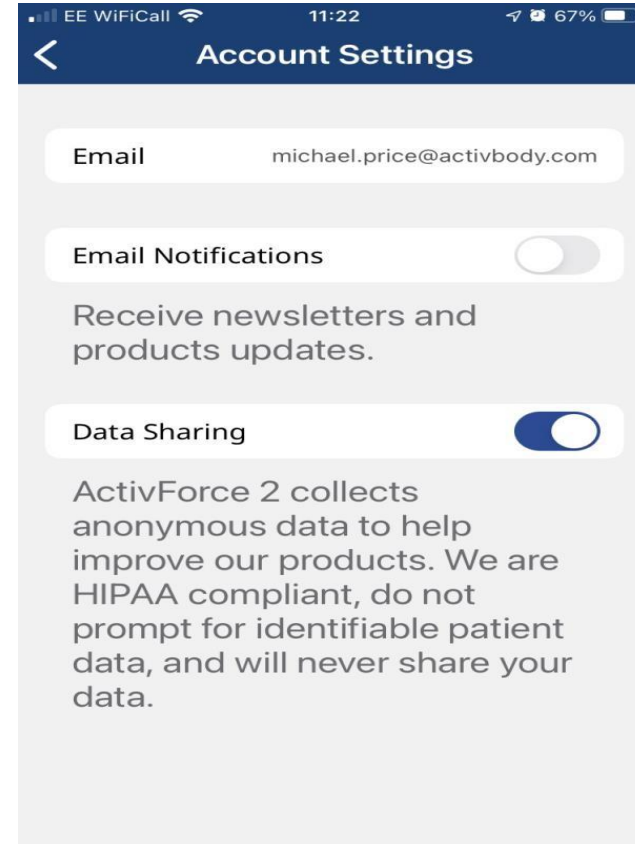 EE WiFiCall 11:22 67%
Account Settings
Email michael.price@activbody.com
Email Notifications
Receive newsletters and
products updates.
Data Sharing
ActivForce 2 collects
anonymous data to help
improve our products. We are
HIPAA compliant, do not
prompt for identifiable patient
data, and will never share your
data.